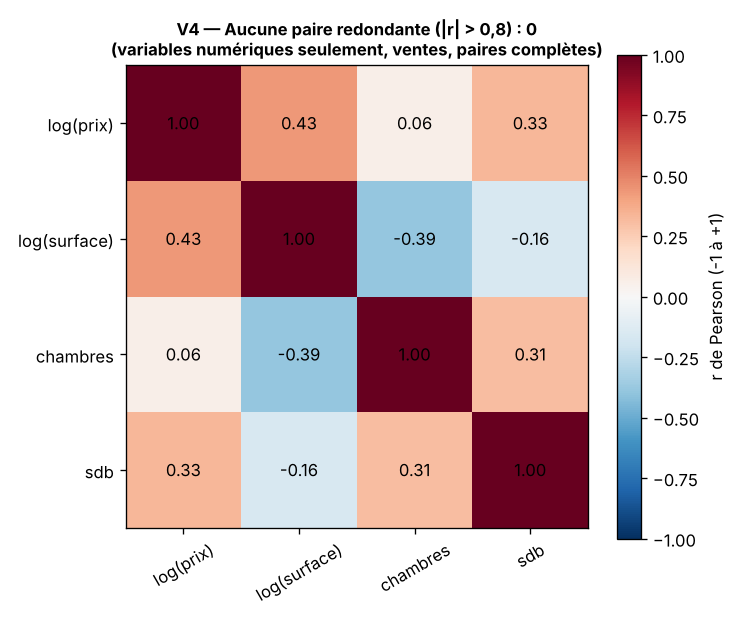 V4 — Aucune paire redondante (|r| > 0,8) : 0
(variables numériques seulement, ventes, paires complètes)
log(prix) 1.00 0.43 0.06 0.33
log(surface) 0.43 1.00 -0.39 -0.16
chambres 0.06 -0.39 1.00 0.31
sdb 0.33 -0.16 0.31 1.00
log(prix) log(surface) chambres sdb
1.00
0.75
0.50
0.25
0.00
−0.25
−0.50
−0.75
−1.00
r de Pearson (-1 à +1)